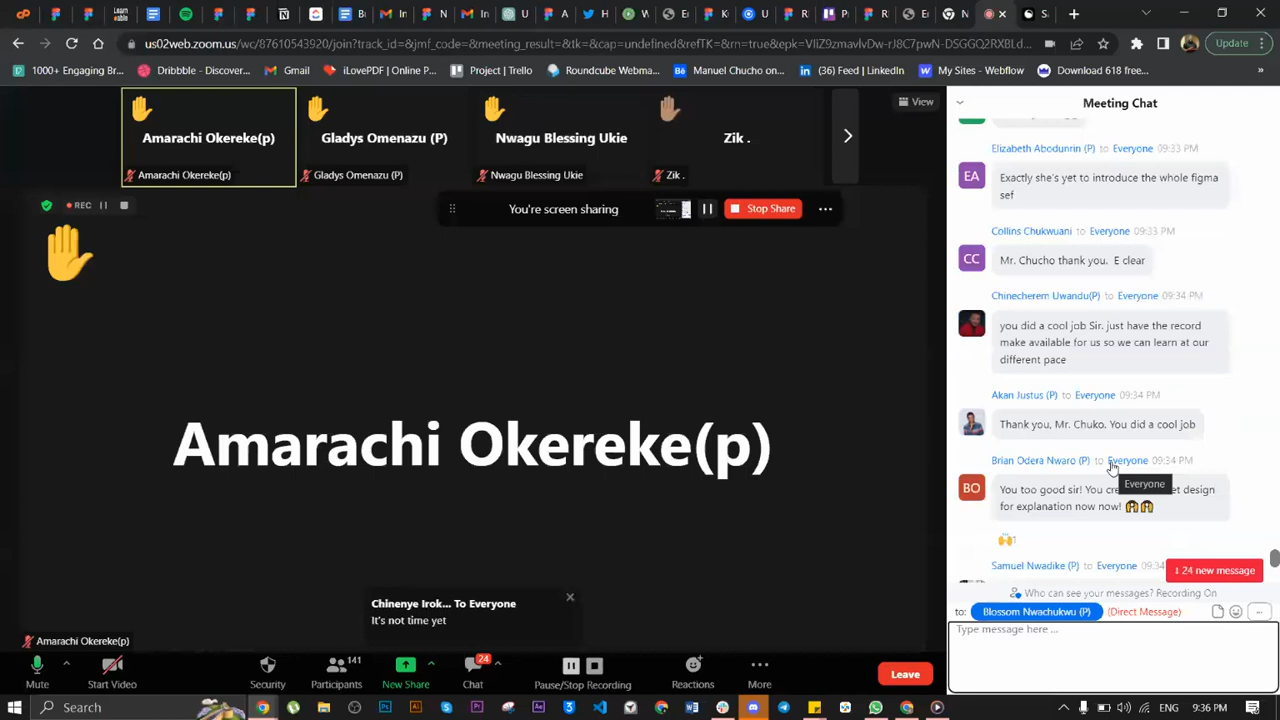 us02web.zoom.us/wc/87610543920/join?track_id=&jmf_code=&meeting_result=&tk=&cap=undefined&refTK=&rn=true&epk=
Update
1000+ Engaging Br...
Dribbble - Discover...
Gmail
iLovePDF | Online t...
Project | Trello
Roundcube Webma...
Manuel Chucho on...
(36) Feed | LinkedIn
My Sites - Webflow
Download 618 free...
Amarachi Okereke(p)
Gladys Omenazu (P)
Nwagu Blessing Ukie
Zik .
View
Amarachi Okereke(p)
Gladys Omenazu (P)
Nwagu Blessing Ukie
Zik .
REC
You're screen sharing
Stop Share
Amarachi Okereke(p)
Chinenye Irok... To Everyone
It's not time yet
Amarachi Okereke(p)
Mute
Start Video
Security
141
Participants
New Share
24
Chat
Pause/Stop Recording
Reactions
More
Leave
Meeting Chat
Elizabeth Abodunrin (P) to Everyone 09:33 PM
EA
Exactly she's yet to introduce the whole figma
sef
Collins Chukwuani to Everyone 09:33 PM
CC
Mr. Chucho thank you. E clear
Chinecherem Uwandu(P) to Everyone 09:34 PM
you did a cool job Sir. just have the record
make available for us so we can learn at our
different pace
Akan Justus (P) to Everyone 09:34 PM
Thank you, Mr. Chuko. You did a cool job
Brian Odera Nwaro (P) to Everyone 09:34 PM
Everyone
BO
You too good sir! You design
for explanation now now!
1
Samuel Nwadike (P) to Everyone 09:34
↓ 24 new message
Who can see your messages? Recording On
to: Blossom Nwachukwu (P) (Direct Message)
Type message here ...
Search
9:36 PM